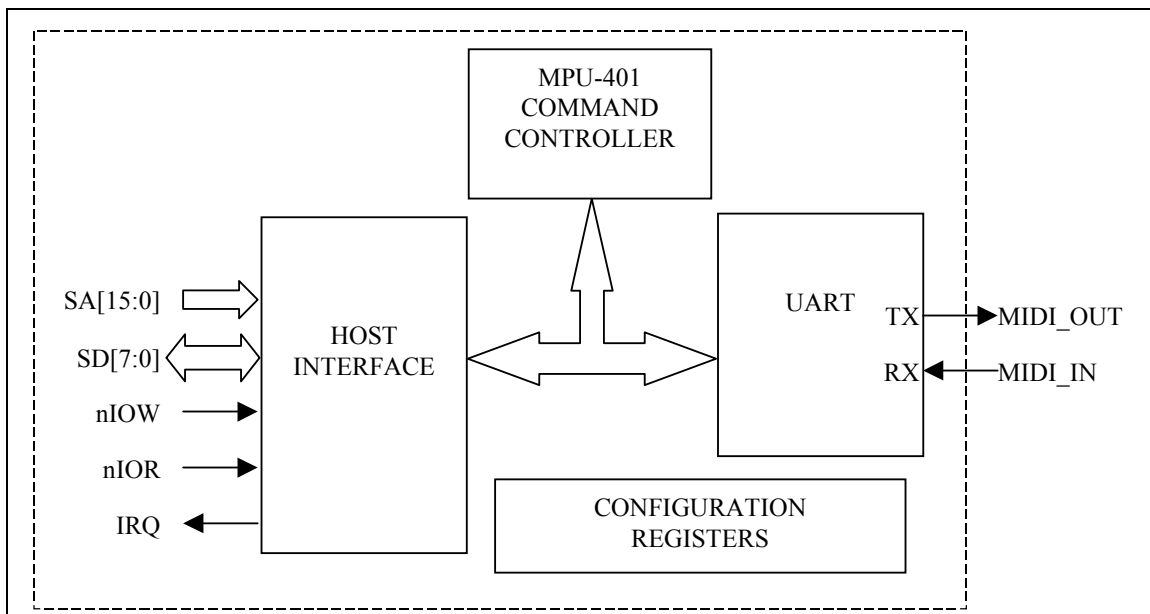 MPU-401
COMMAND
CONTROLLER
SA[15:0]
SD[7:0]
nIOW
nIOR
IRQ
HOST
INTERFACE
UART
TX
RX
MIDI_OUT
MIDI_IN
CONFIGURATION
REGISTERS